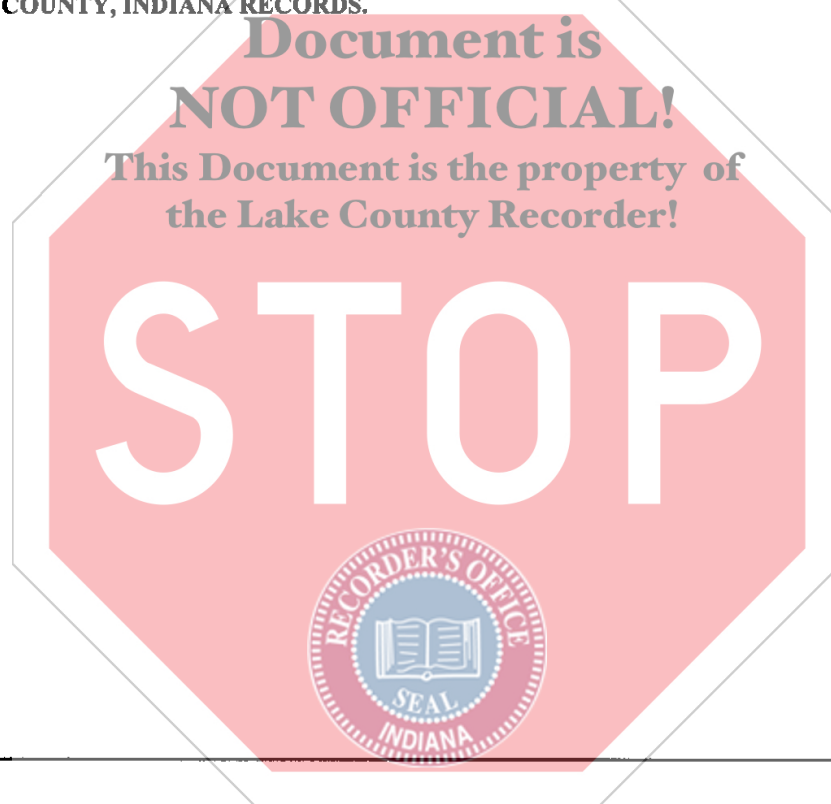 COUNTY, INDIANA RECORDS.
Document is
NOT OFFICIAL!
This Document is the property of
the Lake County Recorder!
STOP
RECORDER'S OFFICE
SEAL
INDIANA